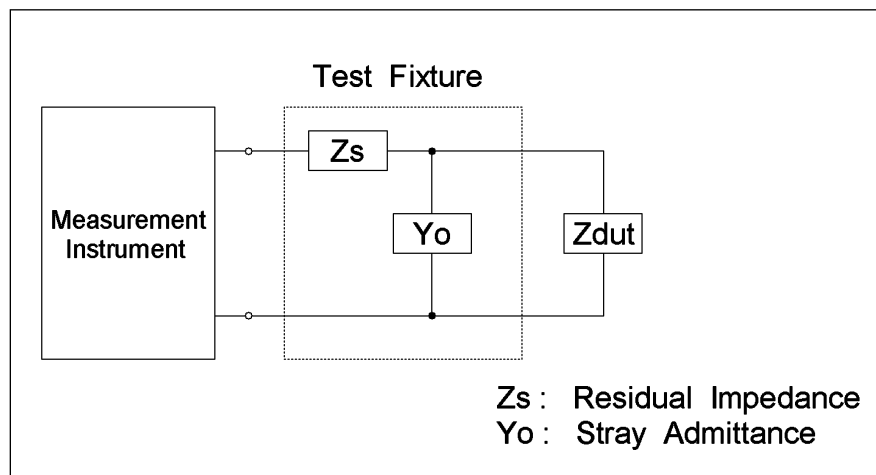 Test Fixture
Zs
Measurement
Instrument
Yo
Zdut
Zs : Residual Impedance
Yo : Stray Admittance